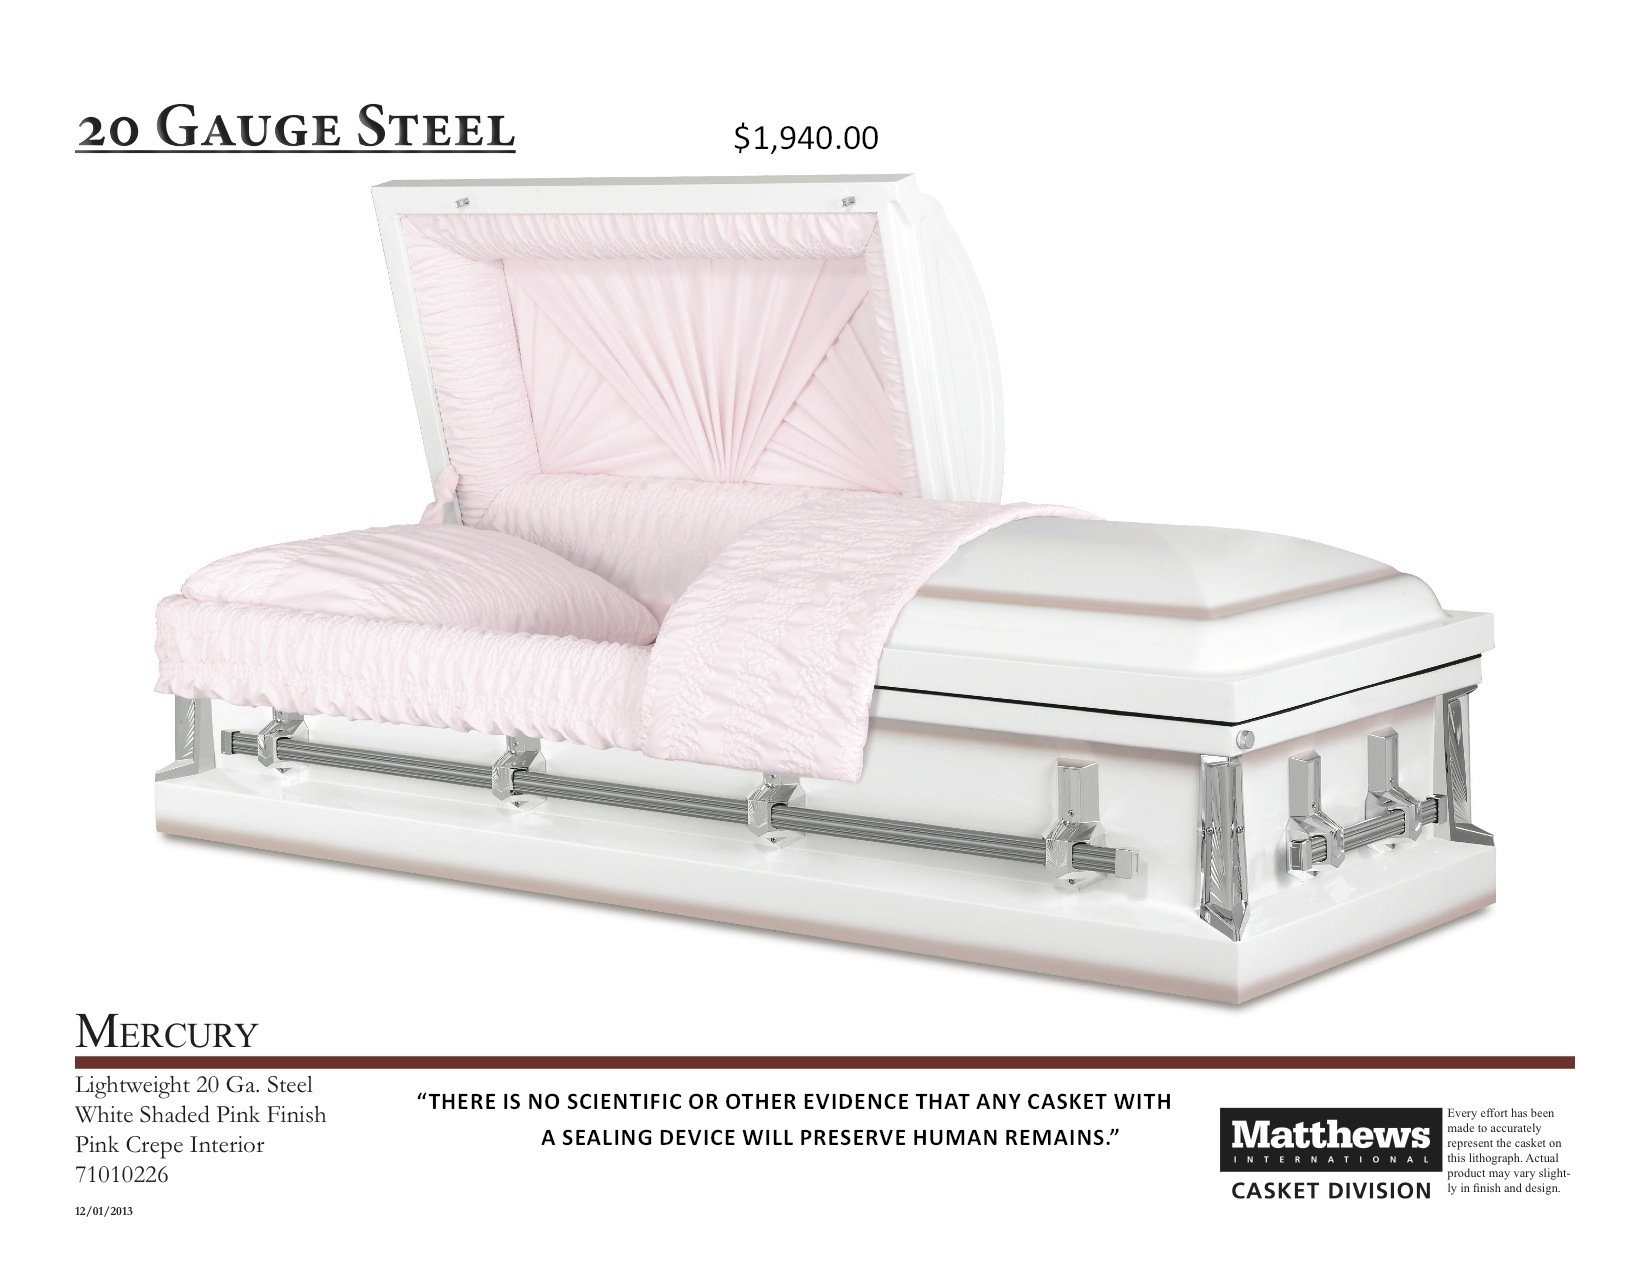 20 Gauge Steel
$1,940.00
Mercury
Lightweight 20 Ga. Steel
White Shaded Pink Finish
Pink Crepe Interior
71010226
12/01/2013
“THERE IS NO SCIENTIFIC OR OTHER EVIDENCE THAT ANY CASKET WITH
A SEALING DEVICE WILL PRESERVE HUMAN REMAINS.”
Matthews
INTERNATIONAL
CASKET DIVISION
Every effort has been
made to accurately
represent the casket on
this lithograph. Actual
product may vary slight-
ly in finish and design.